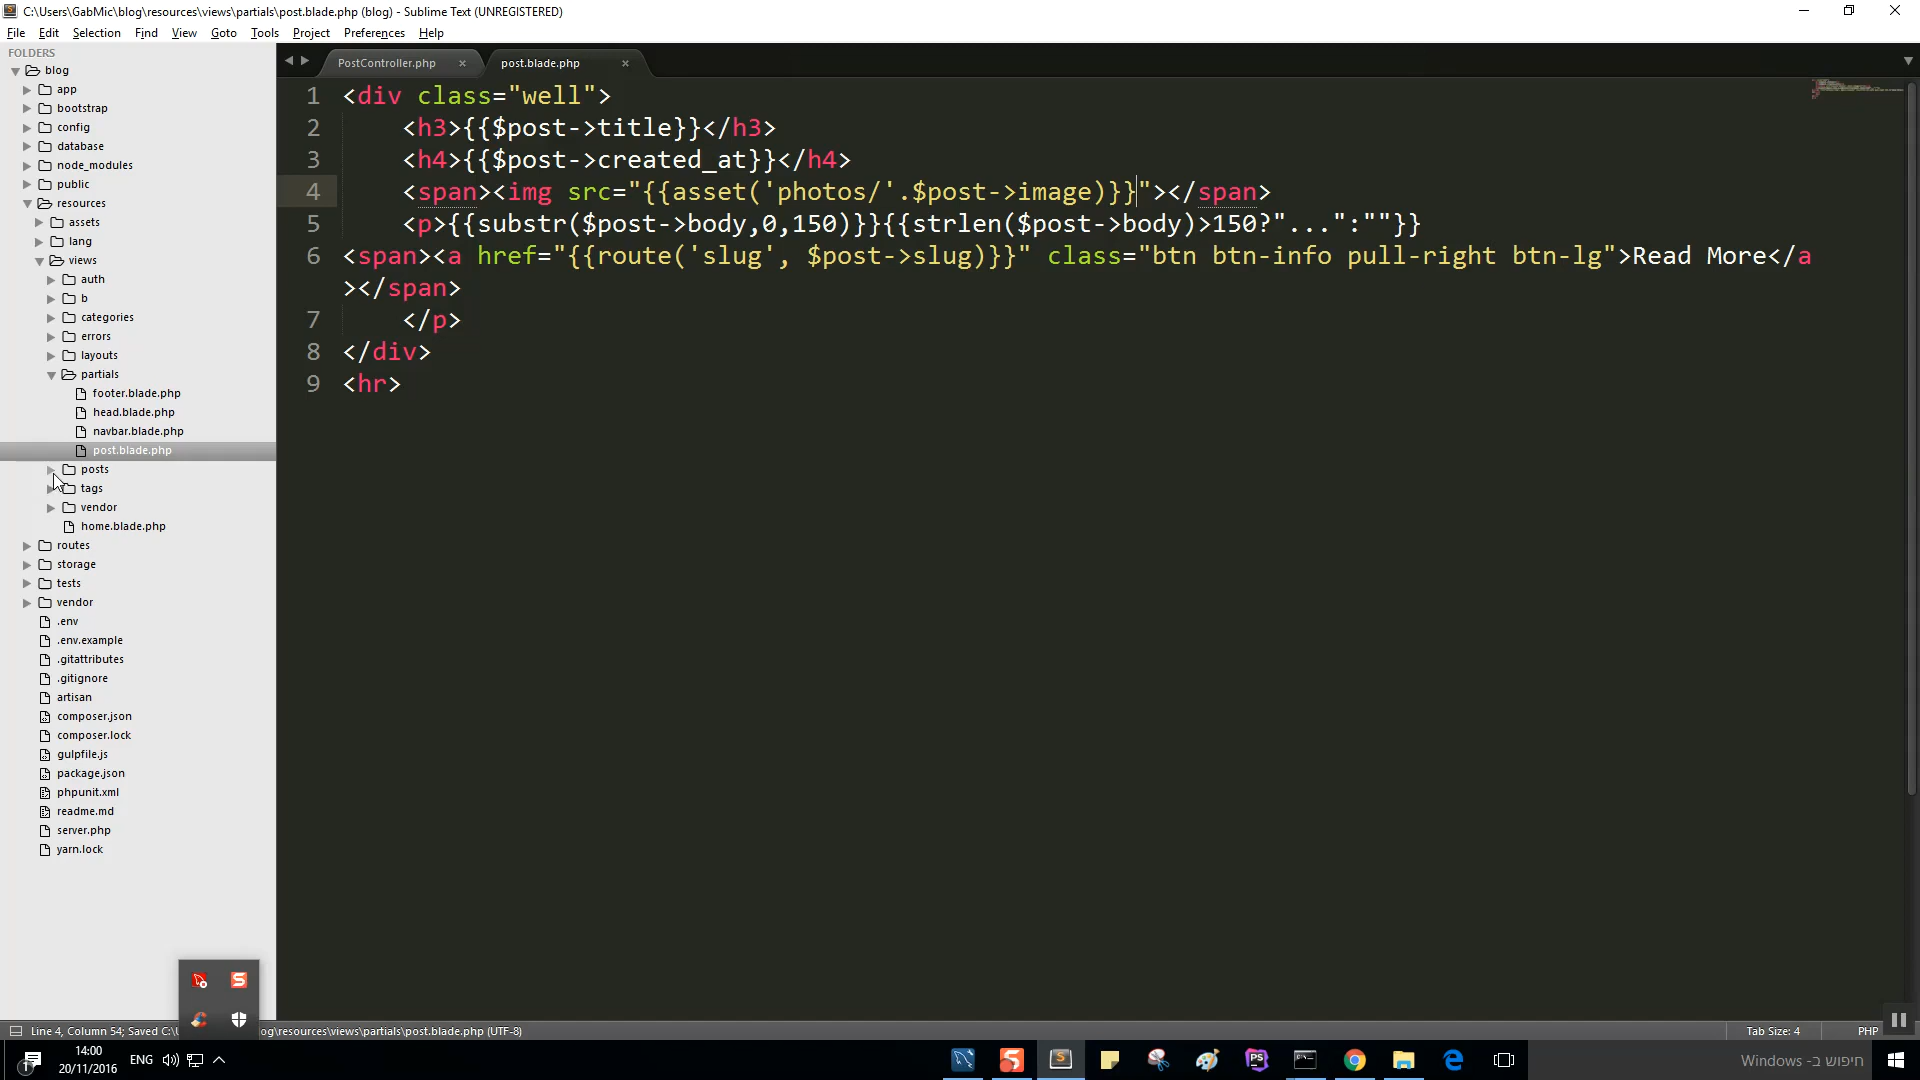 C:\Users\GabMic\blog\resources\views\partials\post.blade.php (blog) - Sublime Text (UNREGISTERED)
File Edit Selection Find View Goto Tools Project Preferences Help
FOLDERS
blog
app
bootstrap
config
database
node_modules
public
resources
assets
lang
views
auth
b
categories
errors
layouts
partials
footer.blade.php
head.blade.php
navbar.blade.php
post.blade.php
posts
tags
vendor
home.blade.php
routes
storage
tests
vendor
.env
.env.example
.gitattributes
.gitignore
artisan
composer.json
composer.lock
gulpfile.js
package.json
phpunit.xml
readme.md
server.php
yarn.lock
PostController.php × post.blade.php ×
1 <div class="well">
2 <h3>{{$post->title}}</h3>
3 <h4>{{$post->created_at}}</h4>
4 <span><img src="{{asset('photos/'.$post->image)}}"></span>
5 <p>{{substr($post->body,0,150)}}{{strlen($post->body)>150?"...":""}}
6 <span><a href="{{route('slug', $post->slug)}}" class="btn btn-info pull-right btn-lg">Read More</a
></span>
7 </p>
8 </div>
9 <hr>
Line 4, Column 54; Saved C:\U og\resources\views\partials\post.blade.php (UTF-8)
Tab Size: 4 PHP
1
14:00
20/11/2016
ENG
PS
חיפוש ב- Windows